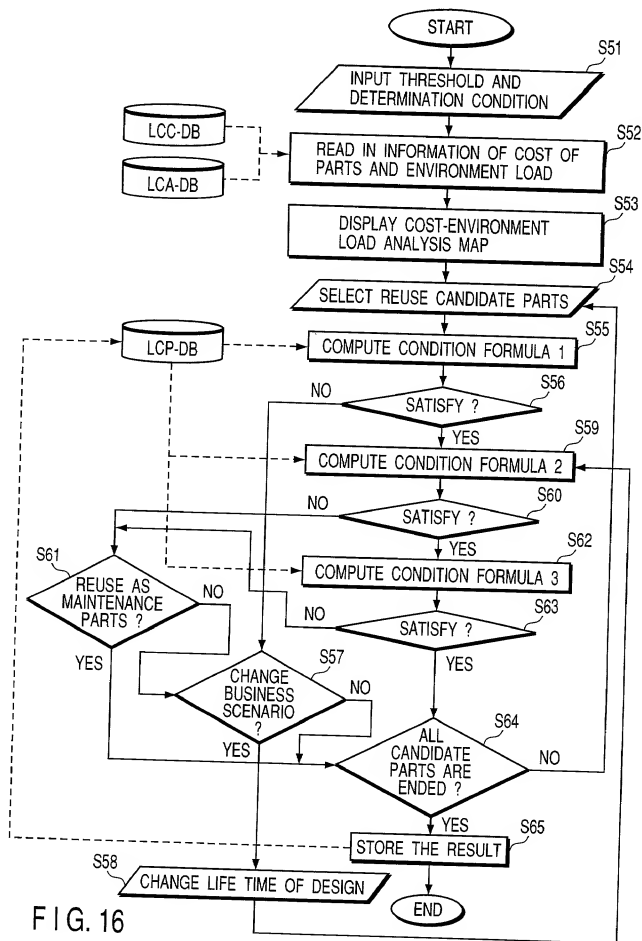 START
S51
INPUT THRESHOLD AND
DETERMINATION CONDITION
LCC-DB
LCA-DB
S52
READ IN INFORMATION OF COST OF
PARTS AND ENVIRONMENT LOAD
S53
DISPLAY COST-ENVIRONMENT
LOAD ANALYSIS MAP
S54
SELECT REUSE CANDIDATE PARTS
S55
LCP-DB
COMPUTE CONDITION FORMULA 1
S56
NO
SATISFY ?
YES
S59
COMPUTE CONDITION FORMULA 2
S60
NO
SATISFY ?
YES
S61
S62
REUSE AS
MAINTENANCE
PARTS ?
NO
COMPUTE CONDITION FORMULA 3
S63
NO
SATISFY ?
YES
YES
S57
CHANGE
BUSINESS
SCENARIO
?
NO
YES
S64
ALL
CANDIDATE
PARTS ARE
ENDED ?
NO
YES
S65
STORE THE RESULT
S58
CHANGE LIFE TIME OF DESIGN
END
FIG. 16